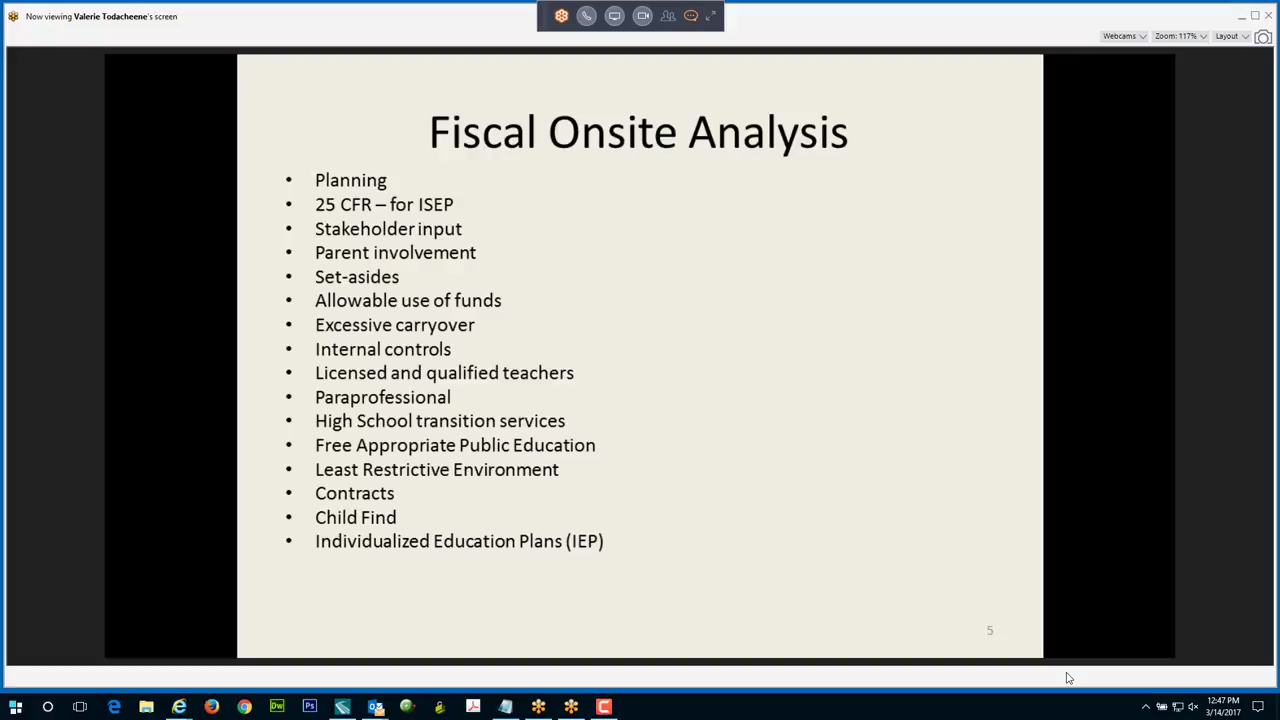 Now viewing Valerie Todacheene's screen
Webcams
Zoom: 117%
Layout
Fiscal Onsite Analysis
• Planning
• 25 CFR – for ISEP
• Stakeholder input
• Parent involvement
• Set-asides
• Allowable use of funds
• Excessive carryover
• Internal controls
• Licensed and qualified teachers
• Paraprofessional
• High School transition services
• Free Appropriate Public Education
• Least Restrictive Environment
• Contracts
• Child Find
• Individualized Education Plans (IEP)
5
Dw
Ps
12:47 PM
3/14/2017